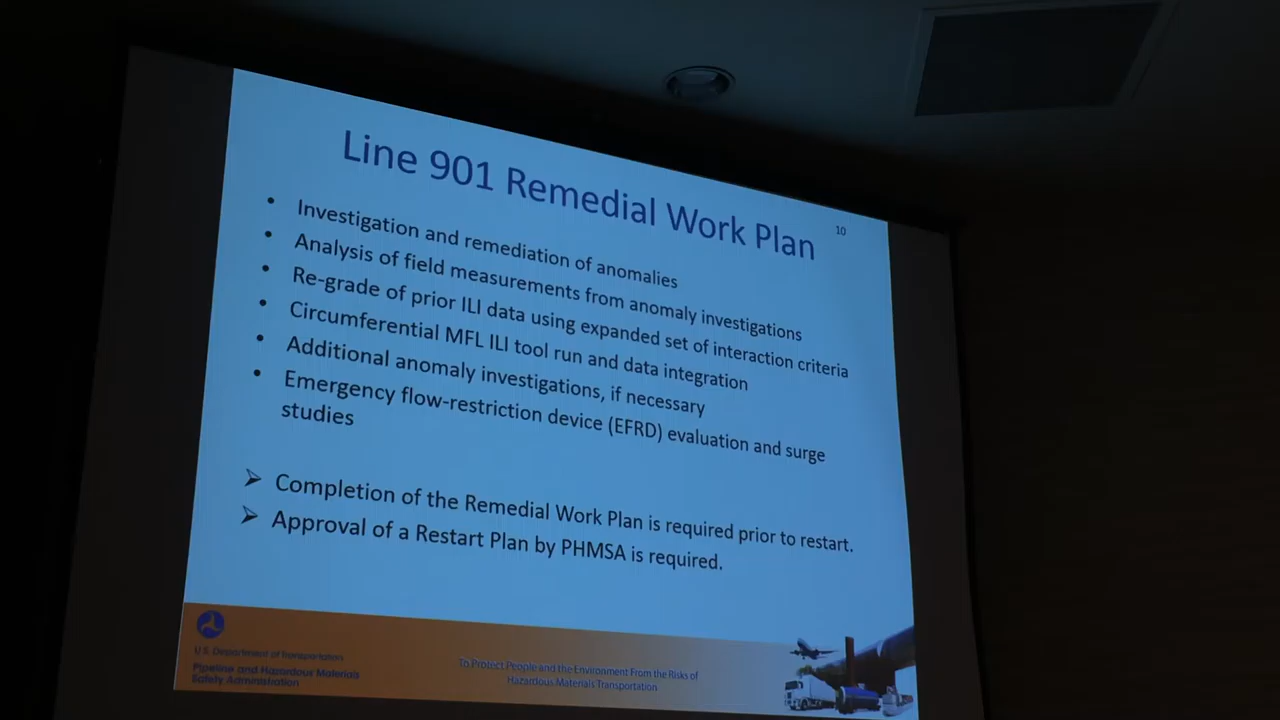 Line 901 Remedial Work Plan
10
• Investigation and remediation of anomalies
• Analysis of field measurements from anomaly investigations
• Re-grade of prior ILI data using expanded set of interaction criteria
• Circumferential MFL ILI tool run and data integration
• Additional anomaly investigations, if necessary
• Emergency flow-restriction device (EFRD) evaluation and surge
studies
➢ Completion of the Remedial Work Plan is required prior to restart.
➢ Approval of a Restart Plan by PHMSA is required.
U.S. Department of Transportation
Pipeline and Hazardous Materials
Safety Administration
To Protect People and the Environment From the Risks of
Hazardous Materials Transportation